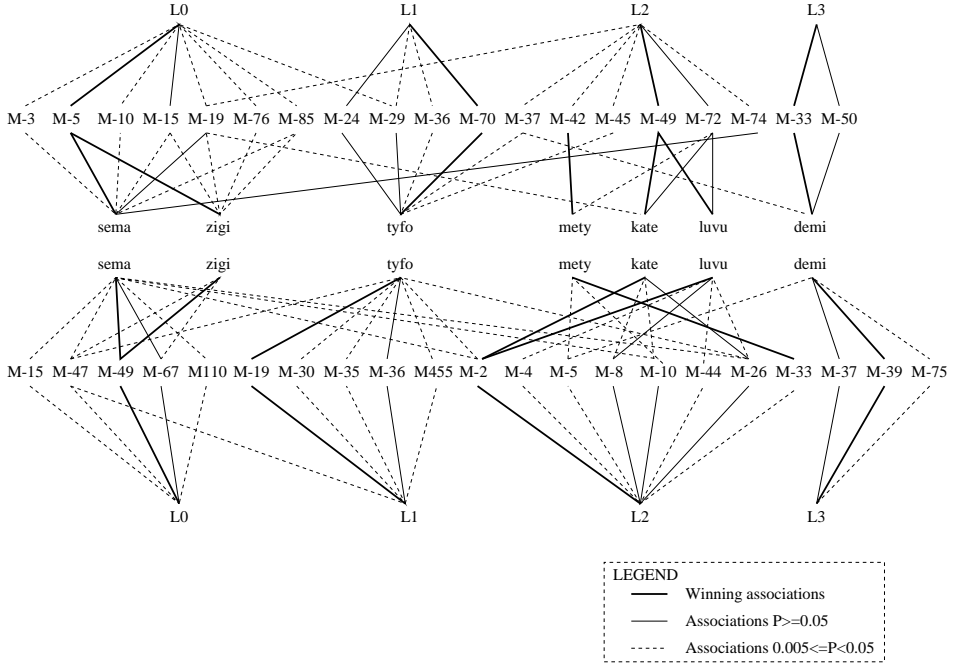 L0 L1 L2 L3
M-3 M-5 M-10 M-15 M-19 M-76 M-85 M-24 M-29 M-36 M-70 M-37 M-42 M-45 M-49 M-72 M-74 M-33 M-50
sema zigi tyfo mety kate luvu demi
sema zigi tyfo mety kate luvu demi
M-15 M-47 M-49 M-67 M110 M-19 M-30 M-35 M-36 M455 M-2 M-4 M-5 M-8 M-10 M-44 M-26 M-33 M-37 M-39 M-75
L0 L1 L2 L3
LEGEND
Winning associations
Associations P>=0.05
Associations 0.005<=P<0.05